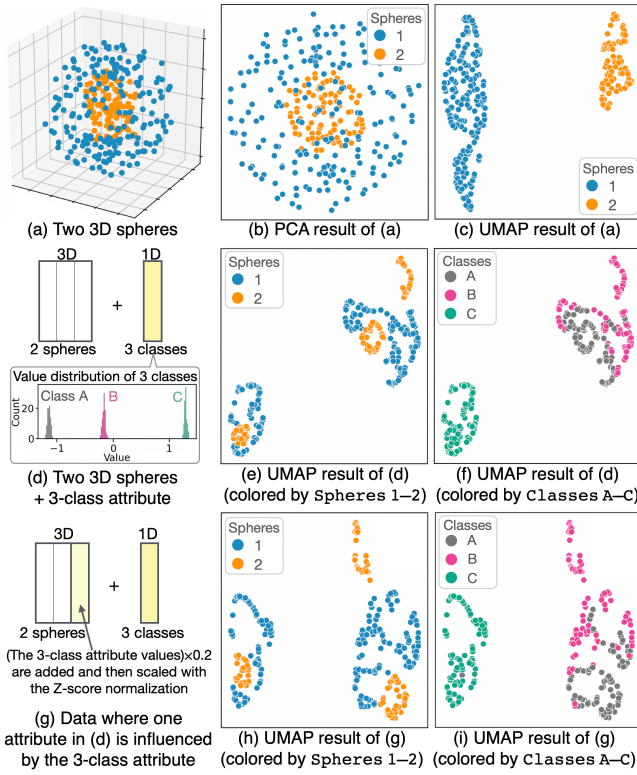 Spheres
1
2
Spheres
1
2
(a) Two 3D spheres
(b) PCA result of (a)
(c) UMAP result of (a)
3D
1D
+
2 spheres
3 classes
Value distribution of 3 classes
Class A
B
C
20
0
Count
−1
0
1
Value
(d) Two 3D spheres
+ 3-class attribute
Spheres
1
2
(e) UMAP result of (d)
(colored by Spheres 1–2)
Classes
A
B
C
(f) UMAP result of (d)
(colored by Classes A–C)
3D
1D
+
2 spheres
3 classes
(The 3-class attribute values)×0.2
are added and then scaled with
the Z-score normalization
(g) Data where one
attribute in (d) is influenced
by the 3-class attribute
Spheres
1
2
(h) UMAP result of (g)
(colored by Spheres 1–2)
Classes
A
B
C
(i) UMAP result of (g)
(colored by Classes A–C)